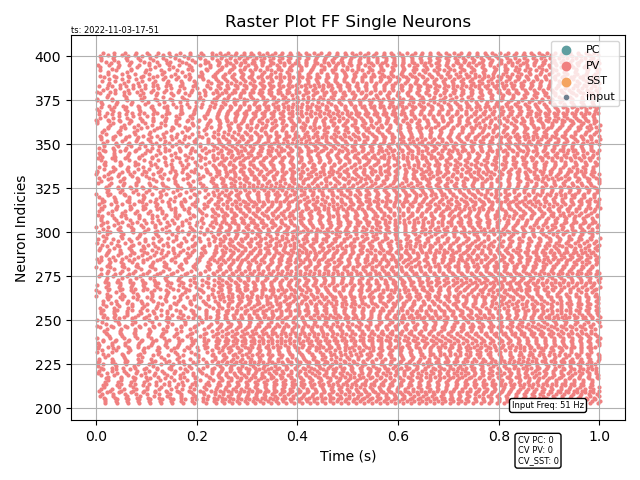 Raster Plot FF Single Neurons
ts: 2022-11-03-17-51
PC
PV
SST
input
Neuron Indicies
400
375
350
325
300
275
250
225
200
Input Freq: 51 Hz
0.0 0.2 0.4 0.6 0.8 1.0
Time (s)
CV PC: 0
CV PV: 0
CV_SST: 0